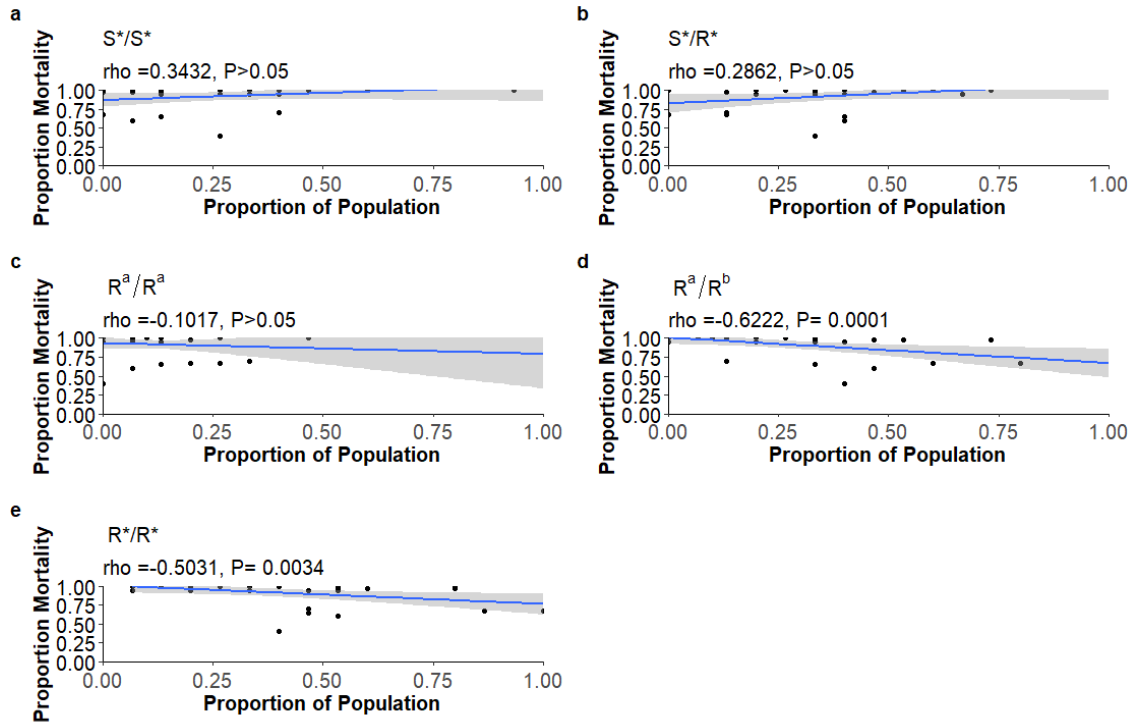 a
S*/S*
rho =0.3432, P>0.05
Proportion Mortality
1.00
0.75
0.50
0.25
0.00
0.00 0.25 0.50 0.75 1.00
Proportion of Population
b
S*/R*
rho =0.2862, P>0.05
Proportion Mortality
1.00
0.75
0.50
0.25
0.00
0.00 0.25 0.50 0.75 1.00
Proportion of Population
c
R^a/R^a
rho =-0.1017, P>0.05
Proportion Mortality
1.00
0.75
0.50
0.25
0.00
0.00 0.25 0.50 0.75 1.00
Proportion of Population
d
R^a/R^b
rho =-0.6222, P= 0.0001
Proportion Mortality
1.00
0.75
0.50
0.25
0.00
0.00 0.25 0.50 0.75 1.00
Proportion of Population
e
R*/R*
rho =-0.5031, P= 0.0034
Proportion Mortality
1.00
0.75
0.50
0.25
0.00
0.00 0.25 0.50 0.75 1.00
Proportion of Population